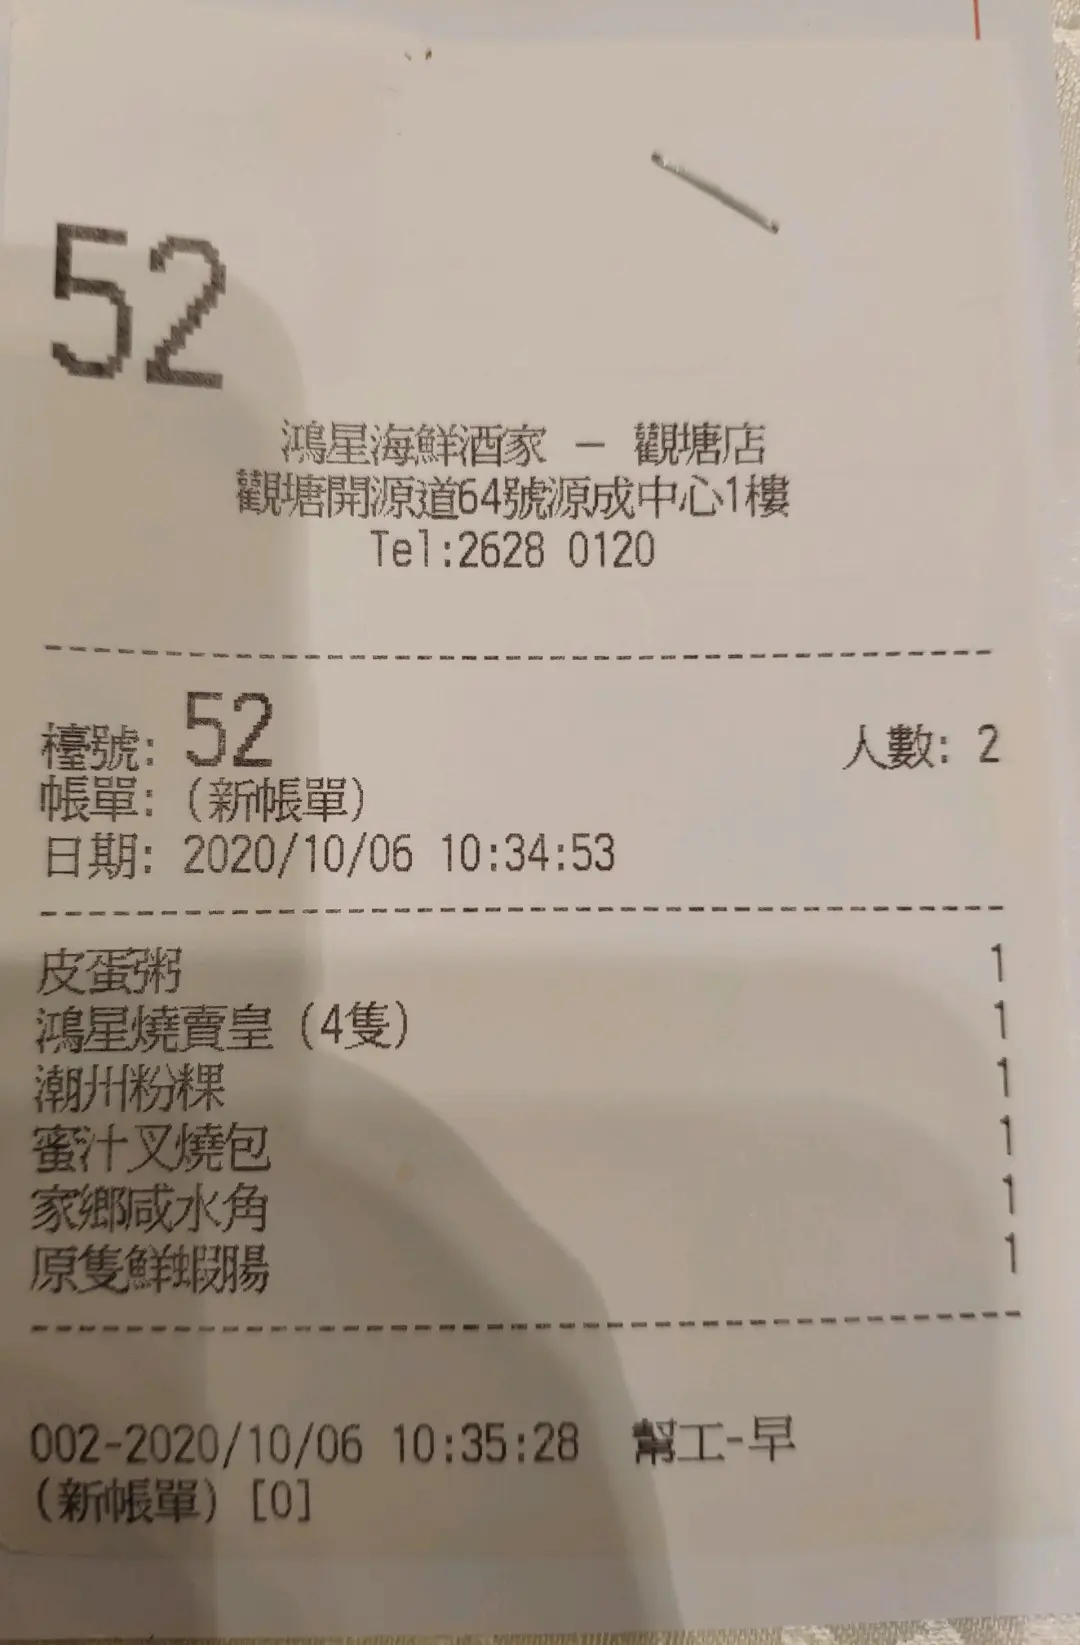 52
鴻星海鮮酒家 - 觀塘店
觀塘開源道64號源成中心1樓
Tel:2628 0120
檯號: 52 人數: 2
帳單: (新帳單)
日期: 2020/10/06 10:34:53
皮蛋粥 1
鴻星燒賣皇 (4隻) 1
潮州粉粿 1
蜜汁叉燒包 1
家鄉咸水角 1
原隻鮮蝦腸 1
002-2020/10/06 10:35:28 幫工-早
(新帳單) [0]